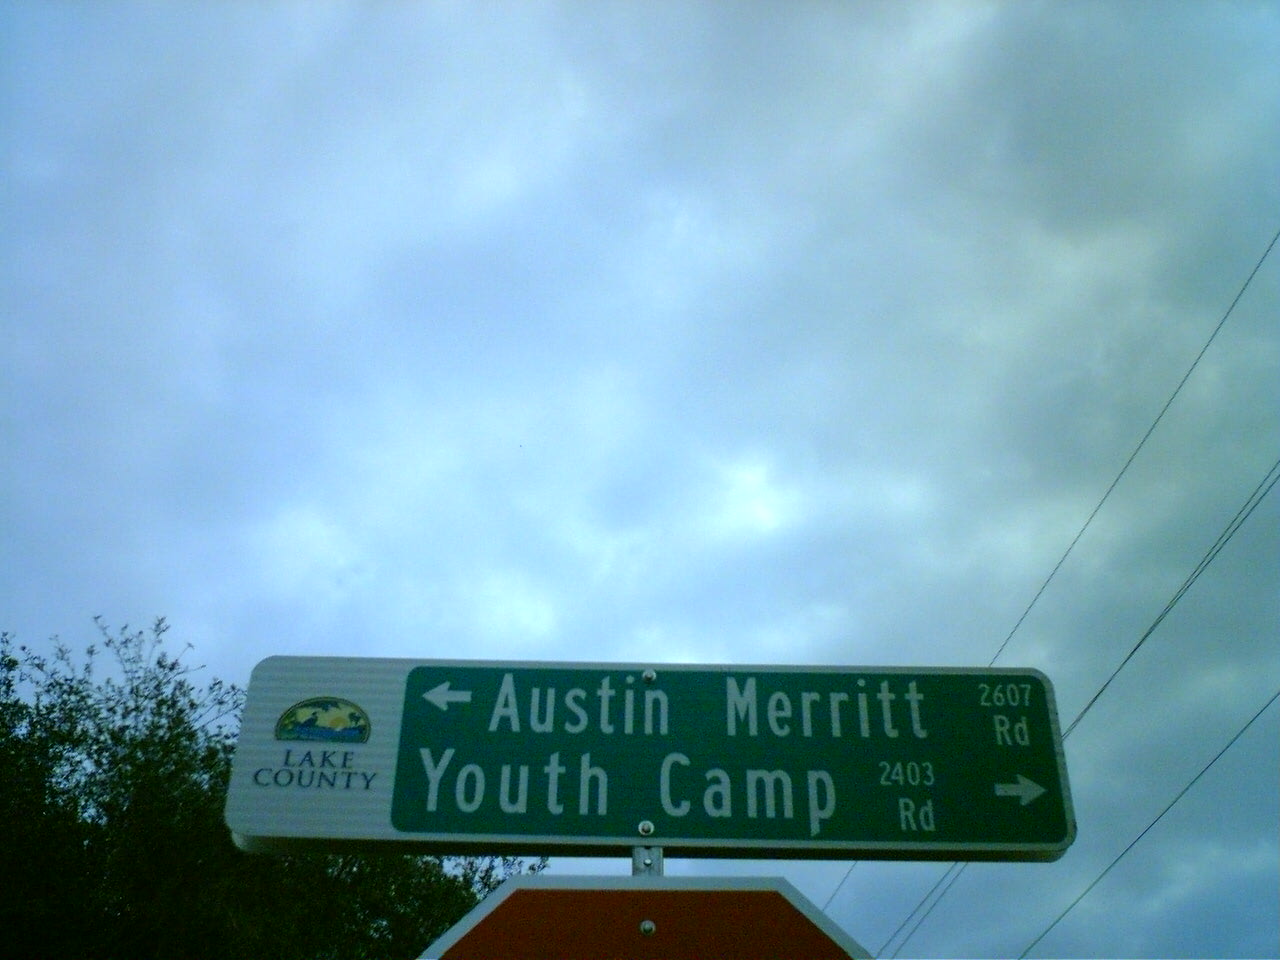 LAKE
COUNTY
Austin Merritt 2607 Rd
Youth Camp 2403 Rd